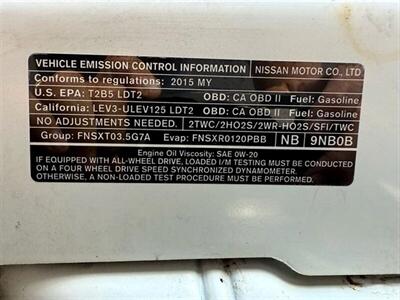 VEHICLE EMISSION CONTROL INFORMATION NISSAN MOTOR CO., LTD
Conforms to regulations: 2015 MY
U.S. EPA: T2B5 LDT2 OBD: CA OBD II Fuel: Gasoline
California: LEV3-ULEV125 LDT2 OBD: CA OBD II Fuel: Gasoline
NO ADJUSTMENTS NEEDED. 2TWC/2HO2S/2WR-HO2S/SFI/TWC
Group: FNSXT03.5G7A Evap: FNSXR0120PBB NB 9NB0B
Engine Oil Viscosity: SAE 0W-20
IF EQUIPPED WITH ALL-WHEEL DRIVE, LOADED I/M TESTING MUST BE CONDUCTED
ON A FOUR WHEEL DRIVE SPEED SYNCHRONIZED DYNAMOMETER.
OTHERWISE, A NON-LOADED TEST PROCEDURE MUST BE PERFORMED.